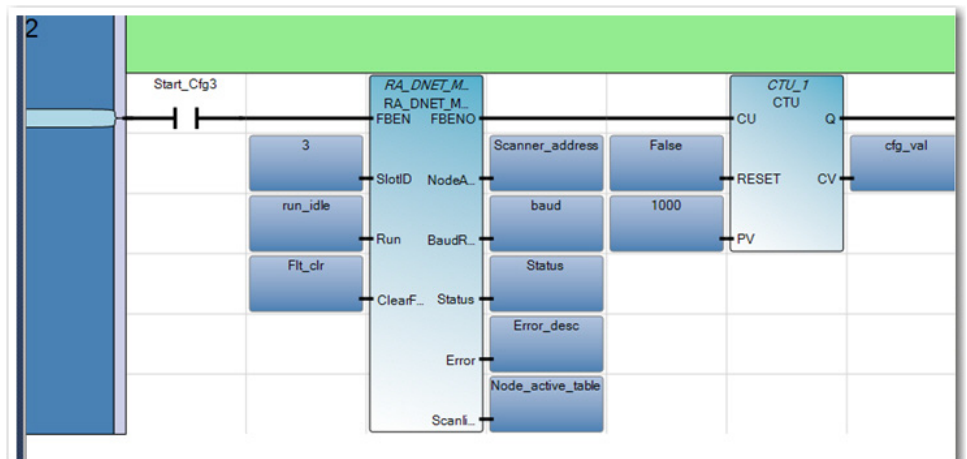 2
Start_Cfg3
RA_DNET_M...
RA_DNET_M...
FBEN FBENO
3
Scanner_address
SlotID NodeA...
run_idle
baud
Run BaudR...
Flt_clr
Status
ClearF... Status
Error_desc
Error
Node_active_table
Scanli...
CTU_1
CTU
CU Q
False
RESET CV
cfg_val
1000
PV